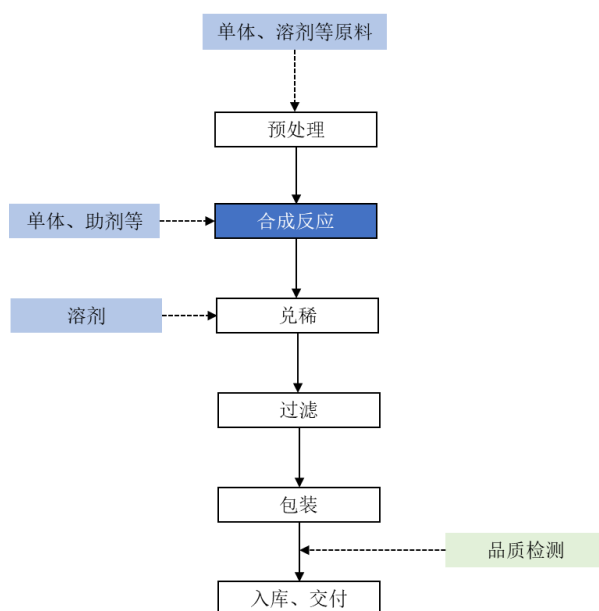 单体、溶剂等原料
预处理
单体、助剂等
合成反应
溶剂
兑稀
过滤
包装
品质检测
入库、交付